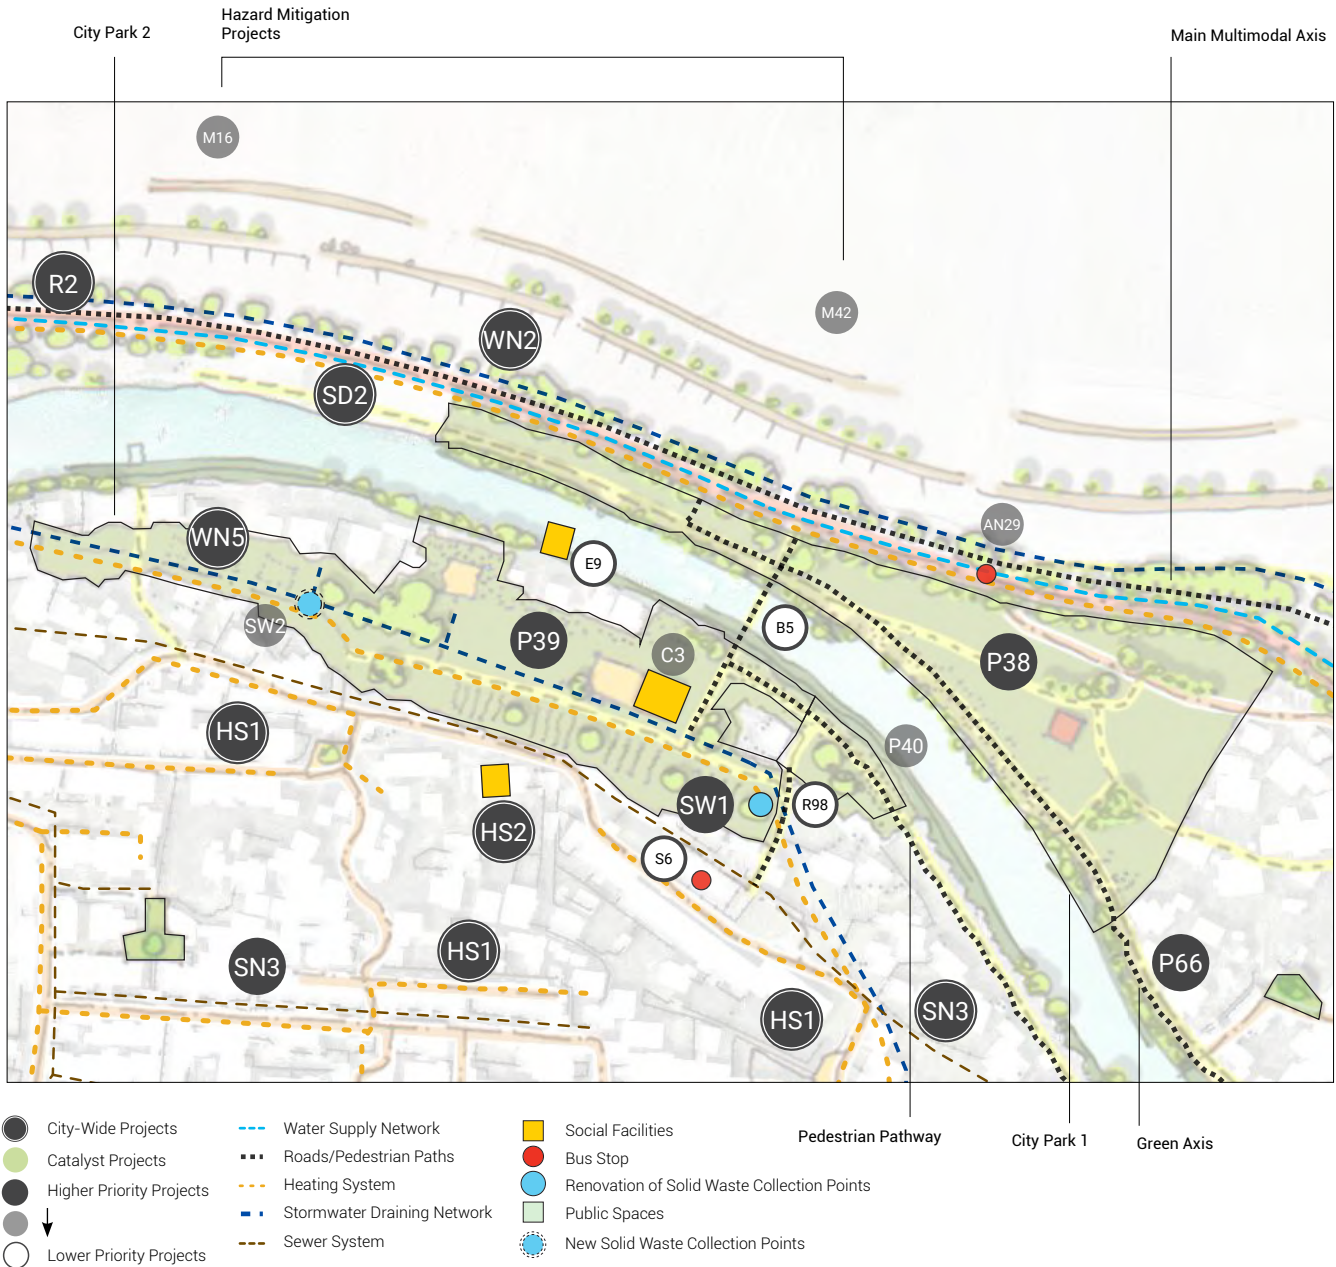 City Park 2
Hazard Mitigation
Projects
Main Multimodal Axis
M16
R2
WN2
M42
SD2
WN5
AN29
E9
SW2
P39
B5
C3
P38
HS1
P40
SW1
R98
HS2
S6
HS1
SN3
P66
HS1
SN3
Pedestrian Pathway
City Park 1
Green Axis
City-Wide Projects
Catalyst Projects
Higher Priority Projects
Lower Priority Projects
Water Supply Network
Roads/Pedestrian Paths
Heating System
Stormwater Draining Network
Sewer System
Social Facilities
Bus Stop
Renovation of Solid Waste Collection Points
Public Spaces
New Solid Waste Collection Points